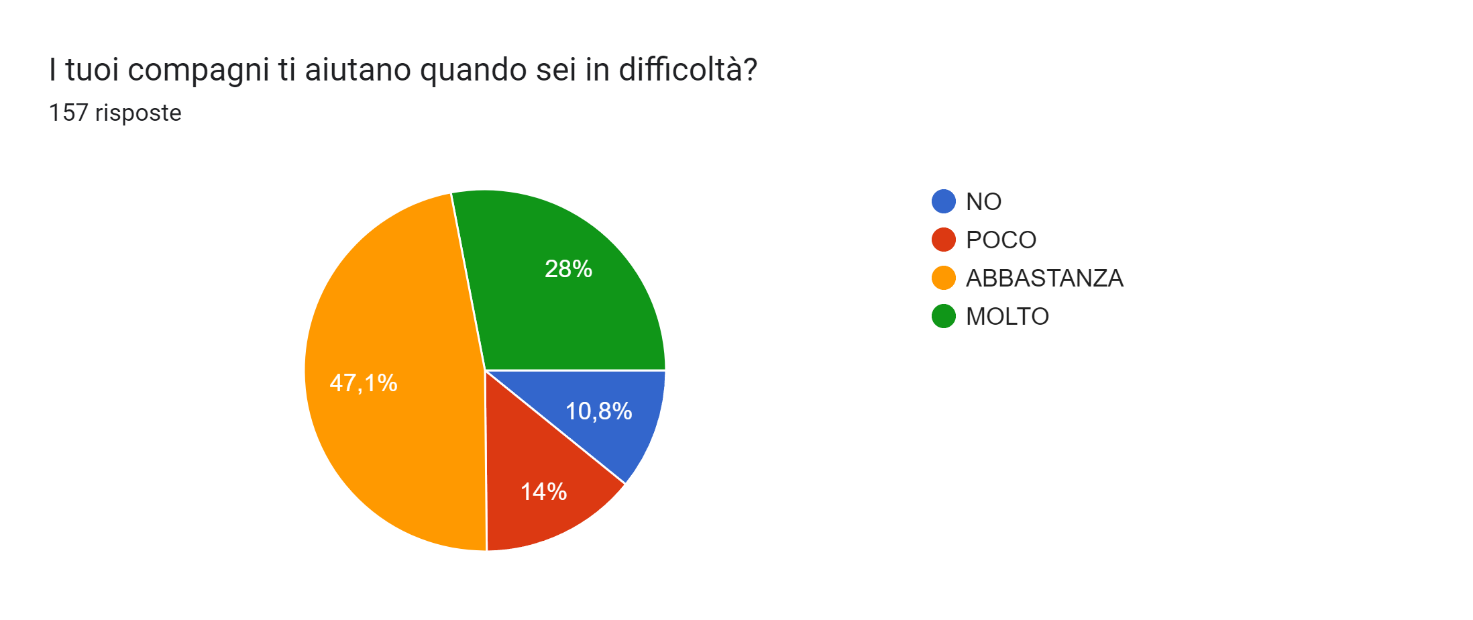 I tuoi compagni ti aiutano quando sei in difficoltà?
157 risposte
NO
POCO
ABBASTANZA
MOLTO
28%
47,1%
10,8%
14%